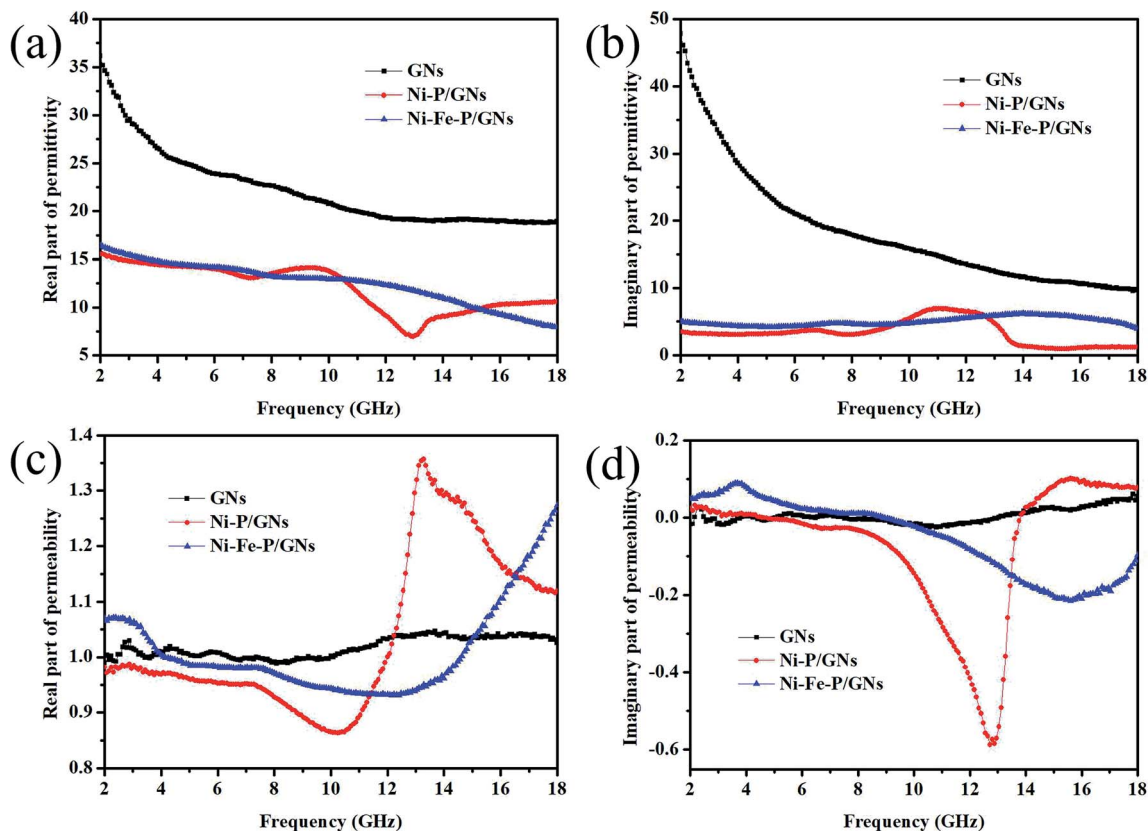 (a)
Real part of permittivity
40
35
30
25
20
15
10
5
GNs
Ni-P/GNs
Ni-Fe-P/GNs
2 4 6 8 10 12 14 16 18
Frequency (GHz)
(b)
Imaginary part of permittivity
50
40
30
20
10
0
GNs
Ni-P/GNs
Ni-Fe-P/GNs
2 4 6 8 10 12 14 16 18
Frequency (GHz)
(c)
Real part of permeability
1.4
1.3
1.2
1.1
1.0
0.9
0.8
GNs
Ni-P/GNs
Ni-Fe-P/GNs
2 4 6 8 10 12 14 16 18
Frequency (GHz)
(d)
Imaginary part of permeability
0.2
0.0
-0.2
-0.4
-0.6
GNs
Ni-P/GNs
Ni-Fe-P/GNs
2 4 6 8 10 12 14 16 18
Frequency (GHz)